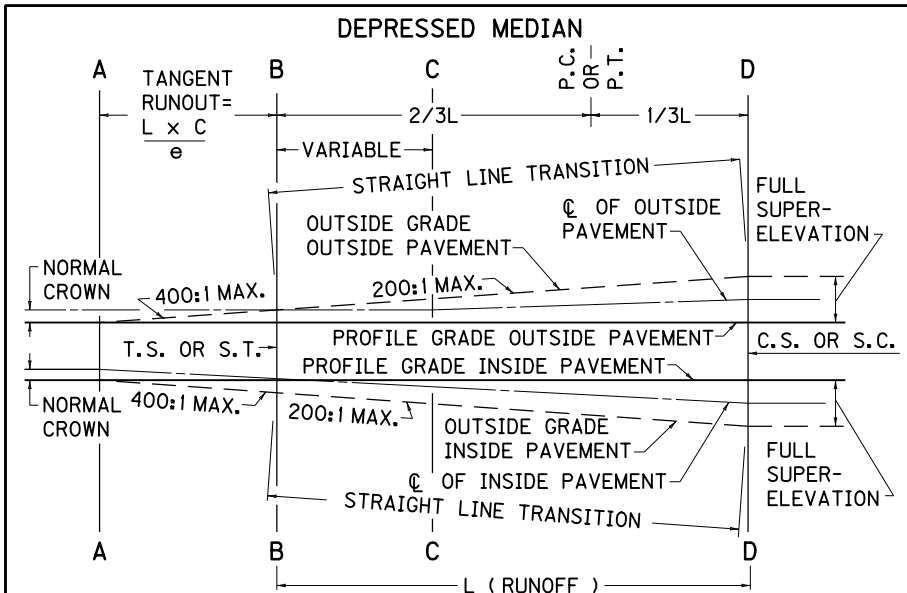 DEPRESSED MEDIAN
A
B
C
D
P.C.
OR
P.T.
TANGENT
RUNOUT=
L × C
e
2/3L
1/3L
VARIABLE
STRAIGHT LINE TRANSITION
FULL
SUPER-
ELEVATION
OUTSIDE GRADE
OUTSIDE PAVEMENT
℄ OF OUTSIDE
PAVEMENT
NORMAL
CROWN
400:1 MAX.
200:1 MAX.
PROFILE GRADE OUTSIDE PAVEMENT
T.S. OR S.T.
C.S. OR S.C.
PROFILE GRADE INSIDE PAVEMENT
NORMAL
CROWN
400:1 MAX.
200:1 MAX.
OUTSIDE GRADE
INSIDE PAVEMENT
℄ OF INSIDE PAVEMENT
FULL
SUPER-
ELEVATION
STRAIGHT LINE TRANSITION
A
B
C
D
L (RUNOFF)